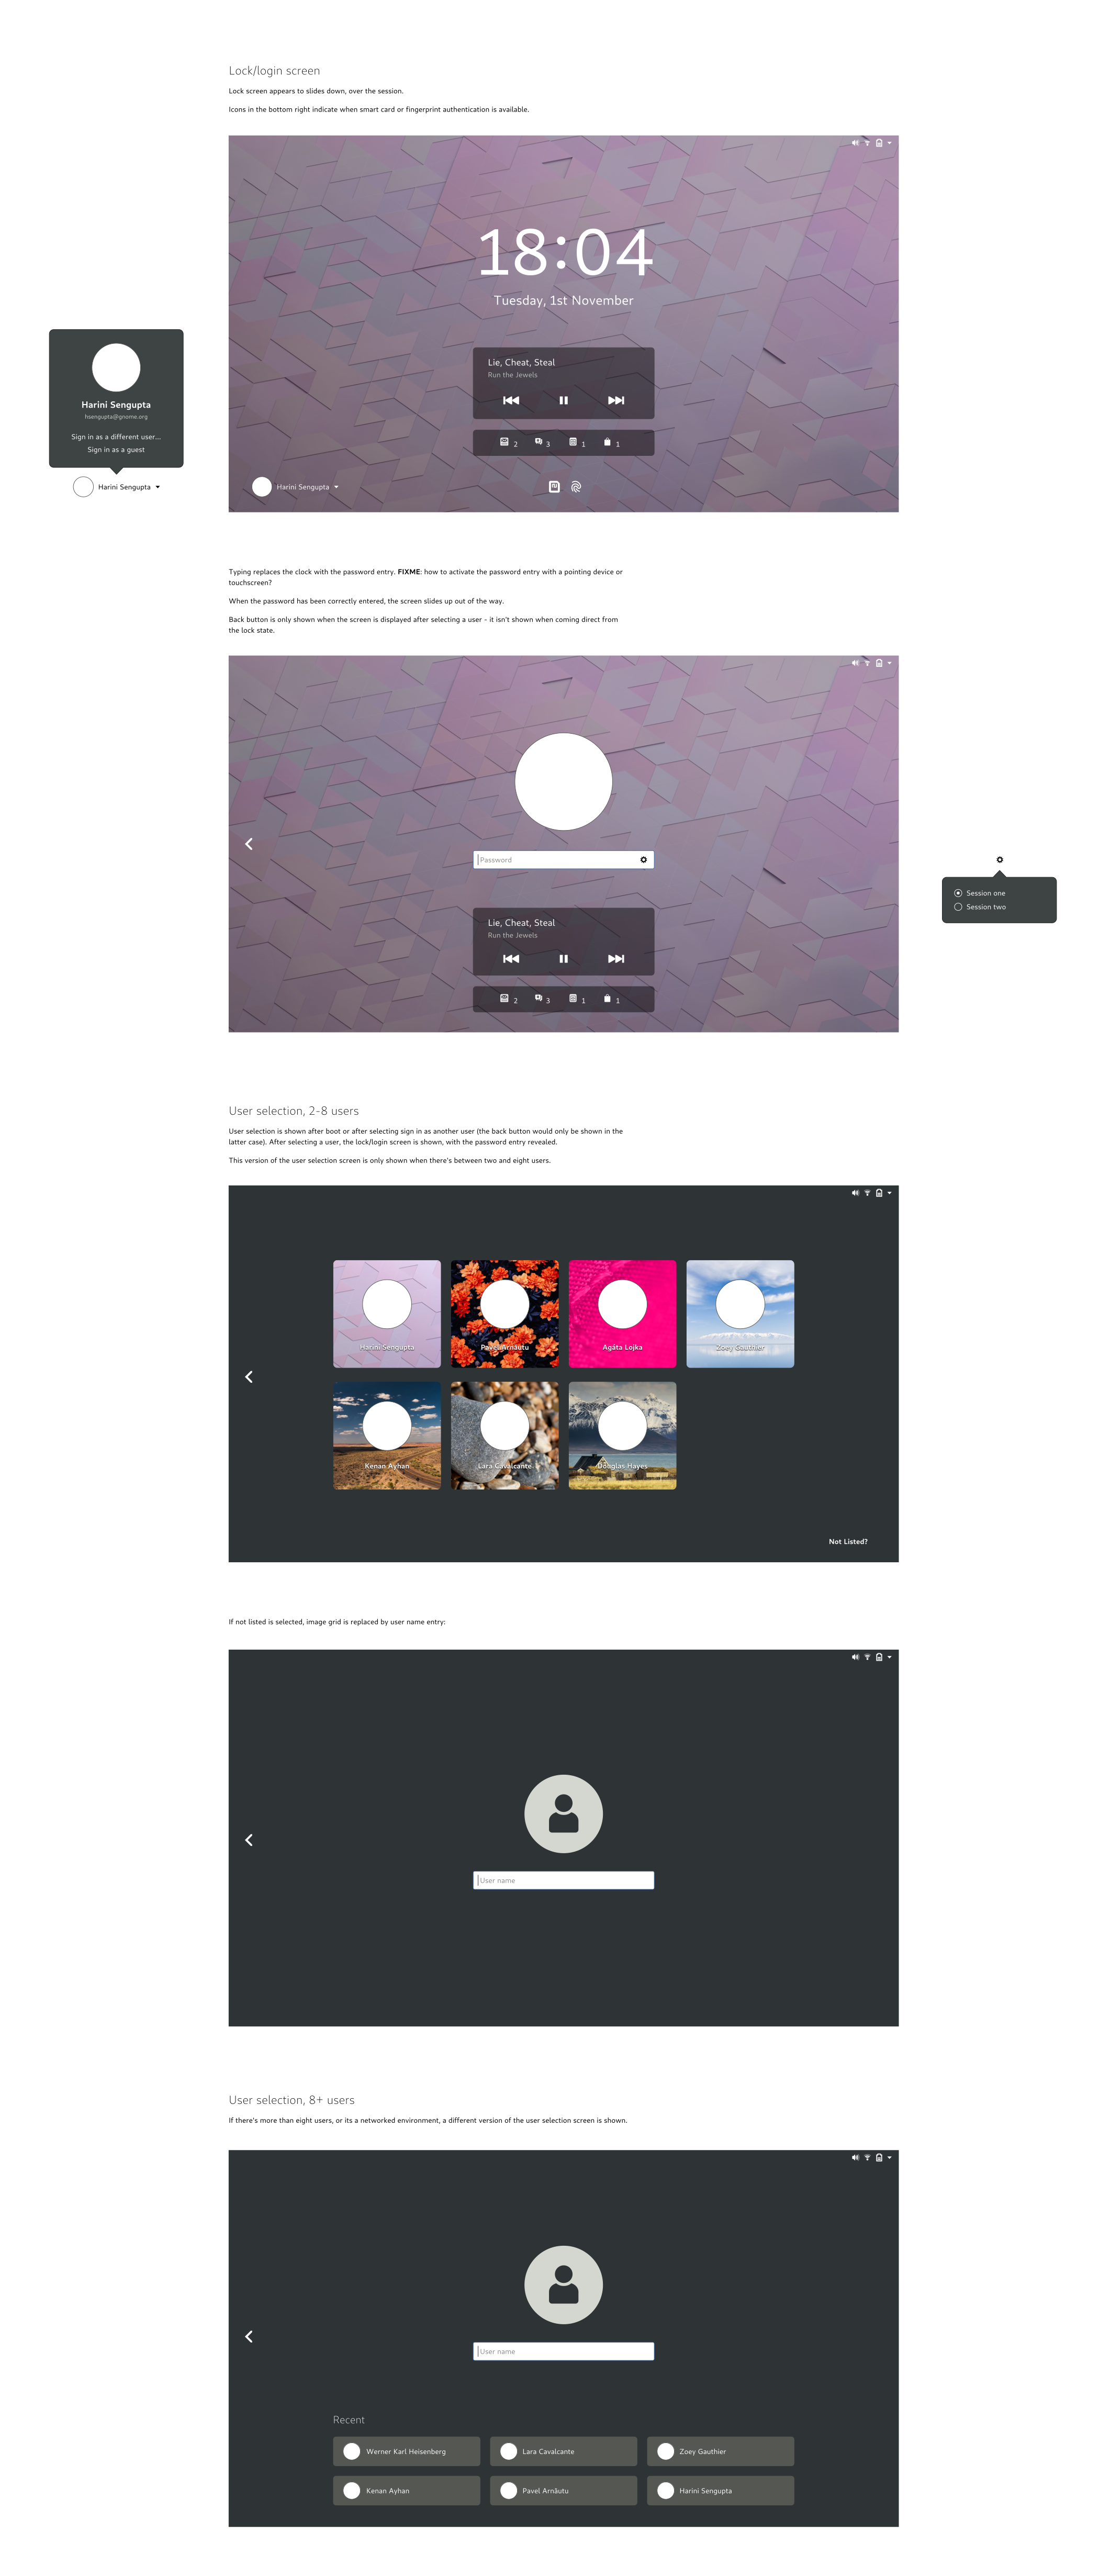 Lock/login screen
Lock screen appears to slides down, over the session.
Icons in the bottom right indicate when smart card or fingerprint authentication is available.
18:04
Tuesday, 1st November
Lie, Cheat, Steal
Run the Jewels
2 3 1 1
Harini Sengupta
Harini Sengupta
hsengupta@gnome.org
Sign in as a different user...
Sign in as a guest
Harini Sengupta
Typing replaces the clock with the password entry. FIXME: how to activate the password entry with a pointing device or
touchscreen?
When the password has been correctly entered, the screen slides up out of the way.
Back button is only shown when the screen is displayed after selecting a user - it isn't shown when coming direct from
the lock state.
Password
Lie, Cheat, Steal
Run the Jewels
2 3 1 1
Session one
Session two
User selection, 2-8 users
User selection is shown after boot or after selecting sign in as another user (the back button would only be shown in the
latter case). After selecting a user, the lock/login screen is shown, with the password entry revealed.
This version of the user selection screen is only shown when there's between two and eight users.
Harini Sengupta
Pavel Arnăutu
Agáta Lojka
Zoey Gauthier
Kenan Ayhan
Lara Cavalcante
Douglas Hayes
Not Listed?
If not listed is selected, image grid is replaced by user name entry:
User name
User selection, 8+ users
If there's more than eight users, or its a networked environment, a different version of the user selection screen is shown.
User name
Recent
Werner Karl Heisenberg
Lara Cavalcante
Zoey Gauthier
Kenan Ayhan
Pavel Arnăutu
Harini Sengupta